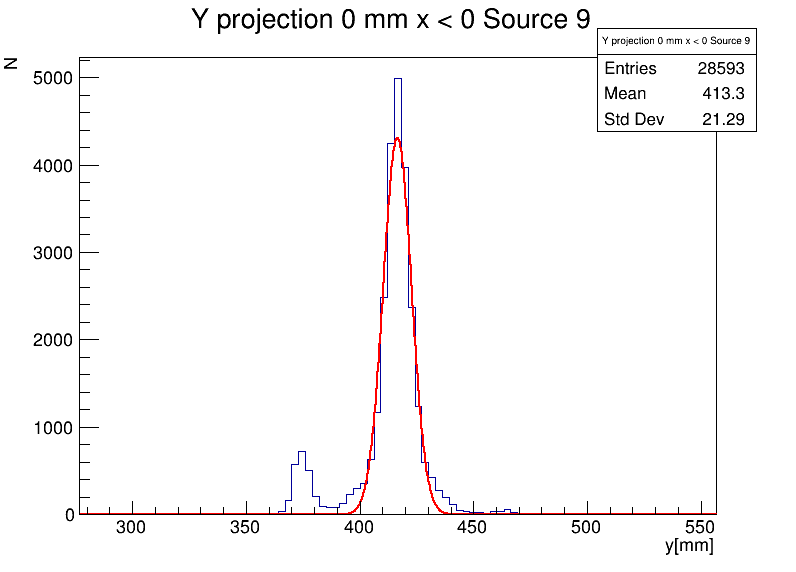 Y projection 0 mm x < 0 Source 9
Y projection 0 mm x < 0 Source 9
Entries 28593
Mean 413.3
Std Dev 21.29
N
5000
4000
3000
2000
1000
0
300 350 400 450 500 550
y[mm]